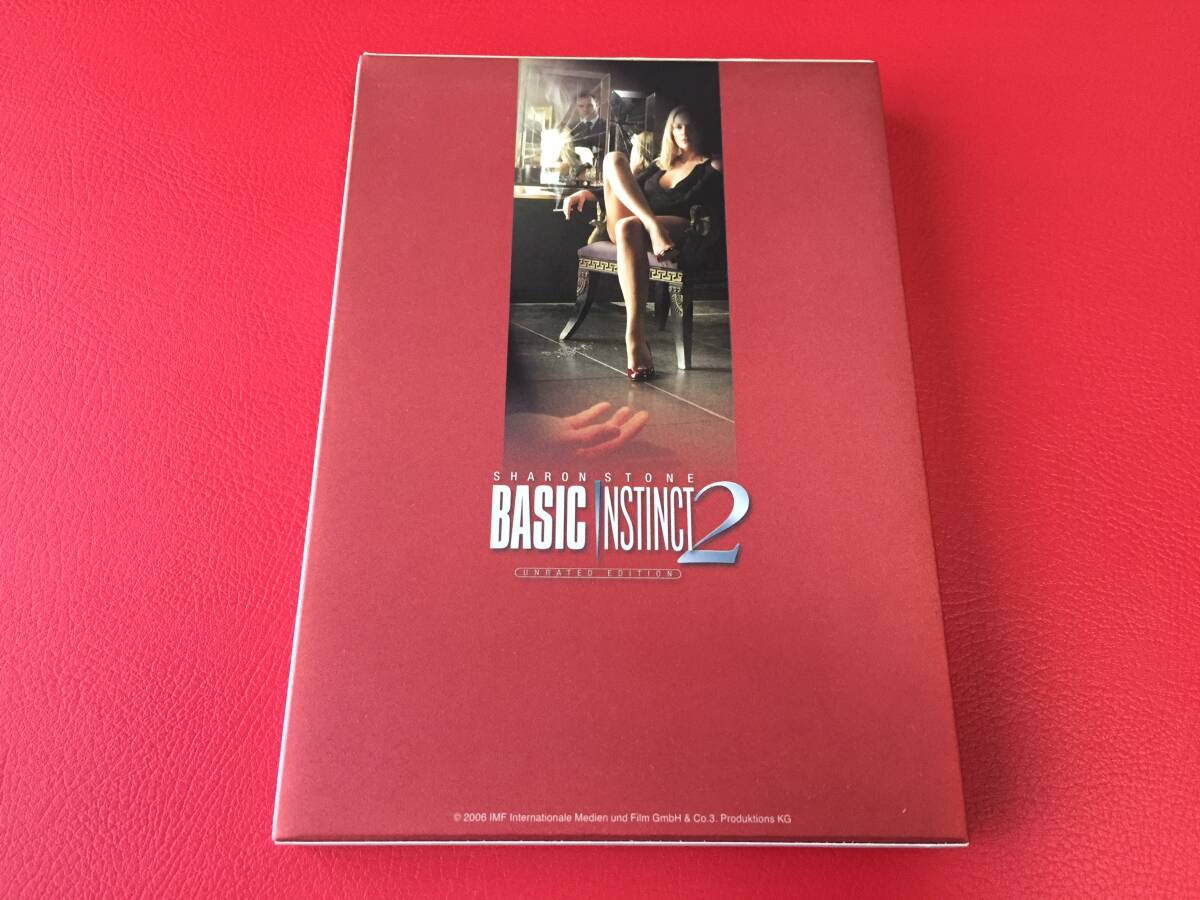 SHARON STONE
BASIC INSTINCT 2
UNRATED EDITION
© 2006 IMF Internationale Medien und Film GmbH & Co.3. Produktions KG